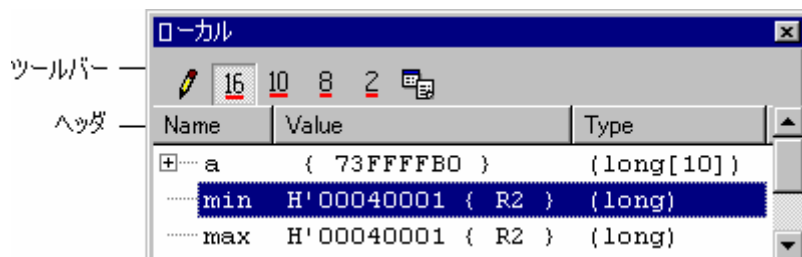 ローカル
ツールバー
16 10 8 2
ヘッダ
Name Value Type
a { 73FFFFB0 } (long[10])
min H'00040001 { R2 } (long)
max H'00040001 { R2 } (long)